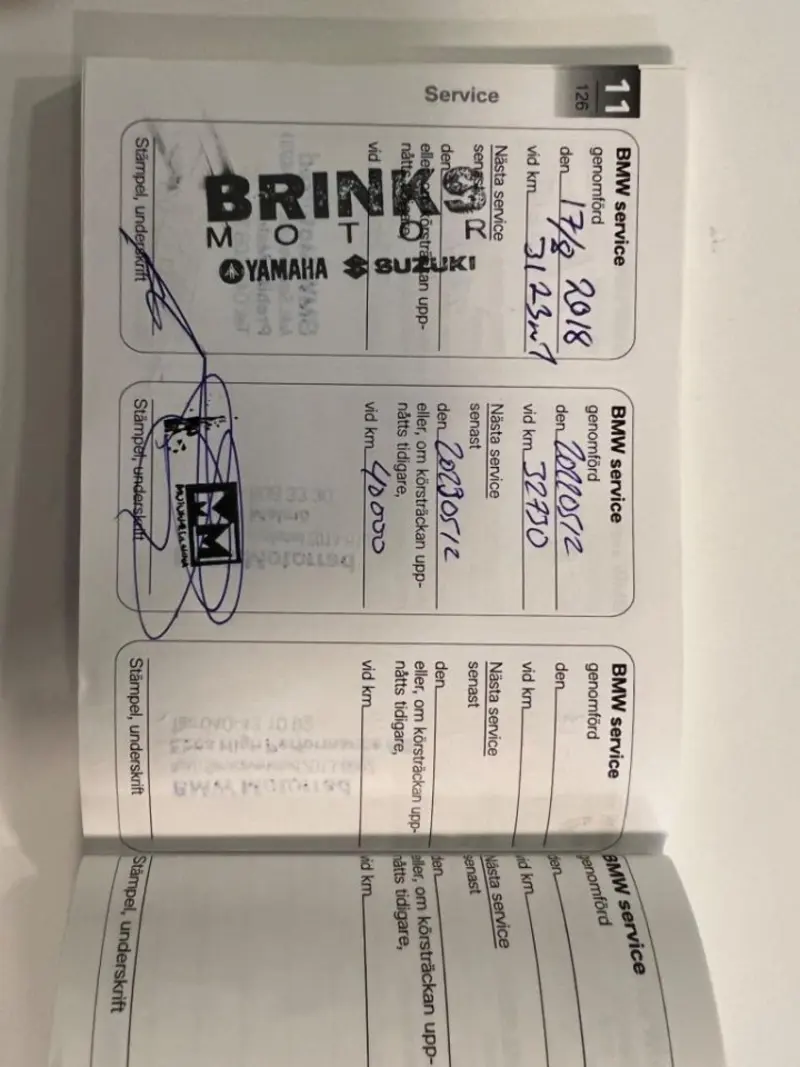 Service
11
126
BMW service
genomförd
den 17/8 2018
vid km
Nästa service
senast
den
eller, om körsträckan upp-
nåtts tidigare,
vid km
Stämpel, underskrift
BRINKS
MOTO
YAMAHA SUZUKI
BMW service
genomförd
den 20220512
vid km 32790
Nästa service
senast
den 20230512
eller, om körsträckan upp-
nåtts tidigare,
vid km 40000
Stämpel, underskrift
MM
BMW service
genomförd
den
vid km
Nästa service
senast
den
eller, om körsträckan upp-
nåtts tidigare,
vid km
Stämpel, underskrift
BMW service
genomförd
den
vid km
Nästa service
senast
den
eller, om körsträckan upp-
nåtts tidigare,
vid km
Stämpel, underskrift